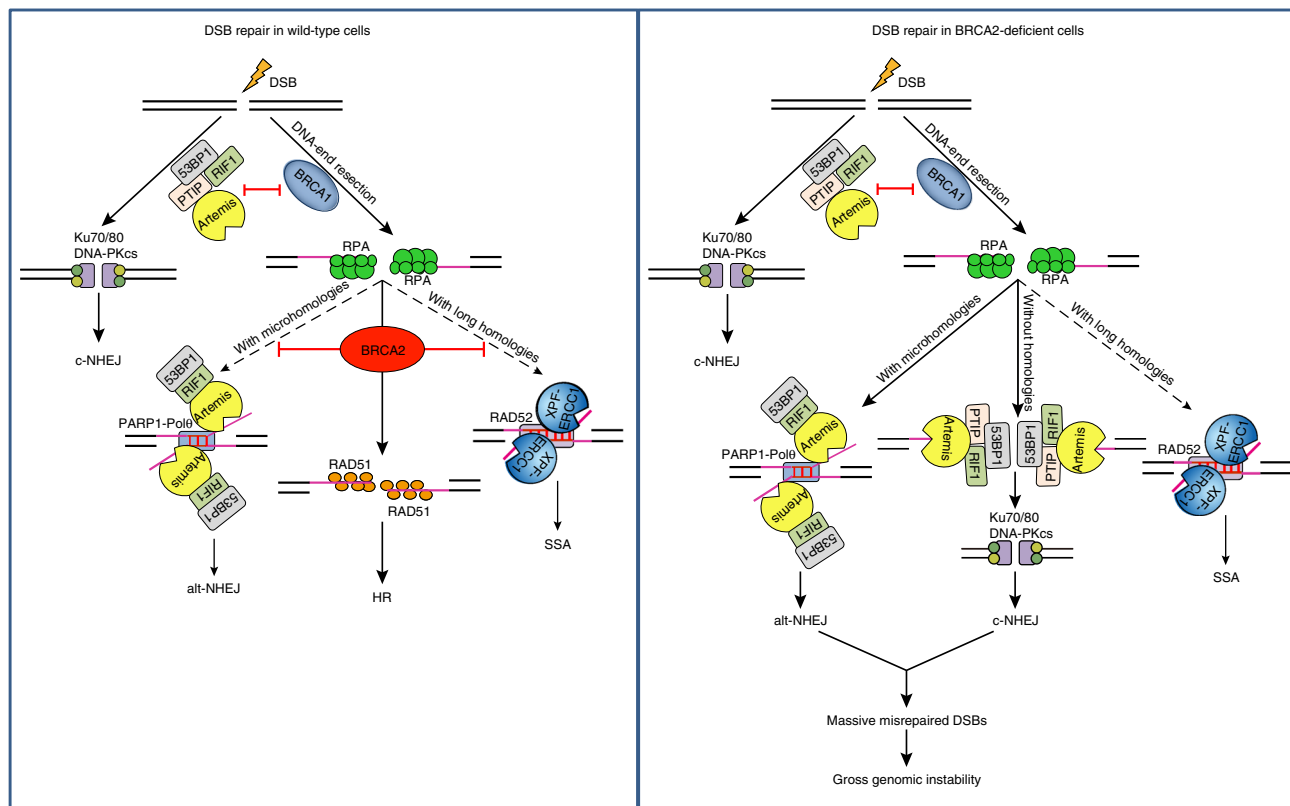 DSB repair in wild-type cells
DSB
DNA-end resection
53BP1
RIF1
PTIP
Artemis
BRCA1
Ku70/80
DNA-PKcs
RPA
RPA
c-NHEJ
With microhomologies
With long homologies
BRCA2
53BP1
RIF1
Artemis
PARP1-Polθ
Artemis
RIF1
53BP1
alt-NHEJ
RAD51
RAD51
HR
RAD52
XPF-
ERCC1
XPF-
ERCC1
SSA
DSB repair in BRCA2-deficient cells
DSB
DNA-end resection
53BP1
RIF1
PTIP
Artemis
BRCA1
Ku70/80
DNA-PKcs
RPA
RPA
c-NHEJ
With microhomologies
Without homologies
With long homologies
53BP1
RIF1
Artemis
PARP1-Polθ
Artemis
RIF1
53BP1
alt-NHEJ
Artemis
PTIP
RIF1
53BP1
53BP1
RIF1
PTIP
Artemis
Ku70/80
DNA-PKcs
c-NHEJ
RAD52
XPF-
ERCC1
XPF-
ERCC1
SSA
Massive misrepaired DSBs
Gross genomic instability